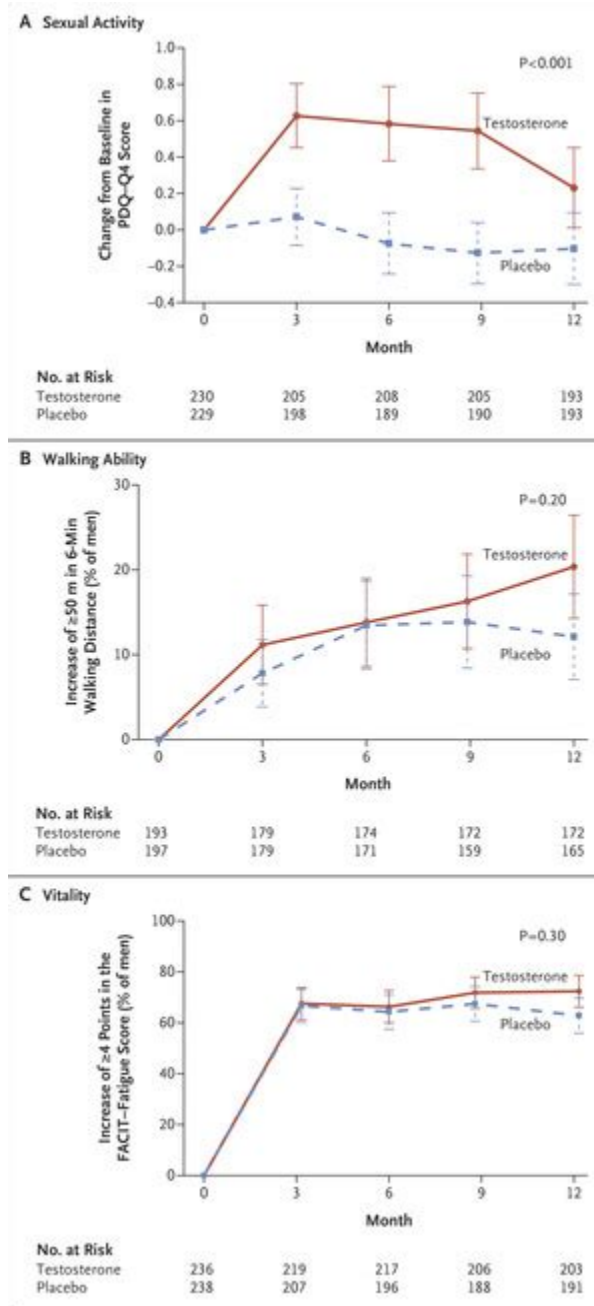 A Sexual Activity
Change from Baseline in
PDQ–Q4 Score
1.0
0.8
0.6
0.4
0.2
0.0
–0.2
–0.4
P<0.001
Testosterone
Placebo
0 3 6 9 12
Month
No. at Risk
Testosterone 230 205 208 205 193
Placebo 229 198 189 190 193
B Walking Ability
Increase of ≥50 m in 6-Min
Walking Distance (% of men)
30
20
10
0
P=0.20
Testosterone
Placebo
0 3 6 9 12
Month
No. at Risk
Testosterone 193 179 174 172 172
Placebo 197 179 171 159 165
C Vitality
Increase of ≥4 Points in the
FACIT–Fatigue Score (% of men)
100
80
60
40
20
0
P=0.30
Testosterone
Placebo
0 3 6 9 12
Month
No. at Risk
Testosterone 236 219 217 206 203
Placebo 238 207 196 188 191